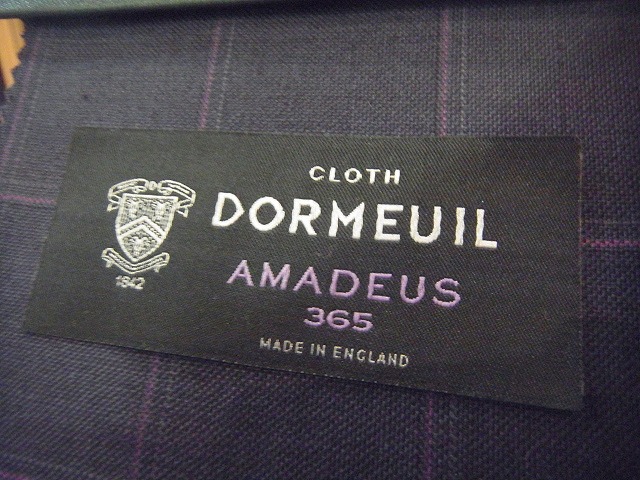 CLOTH
DORMEUIL
AMADEUS
365
MADE IN ENGLAND
1842